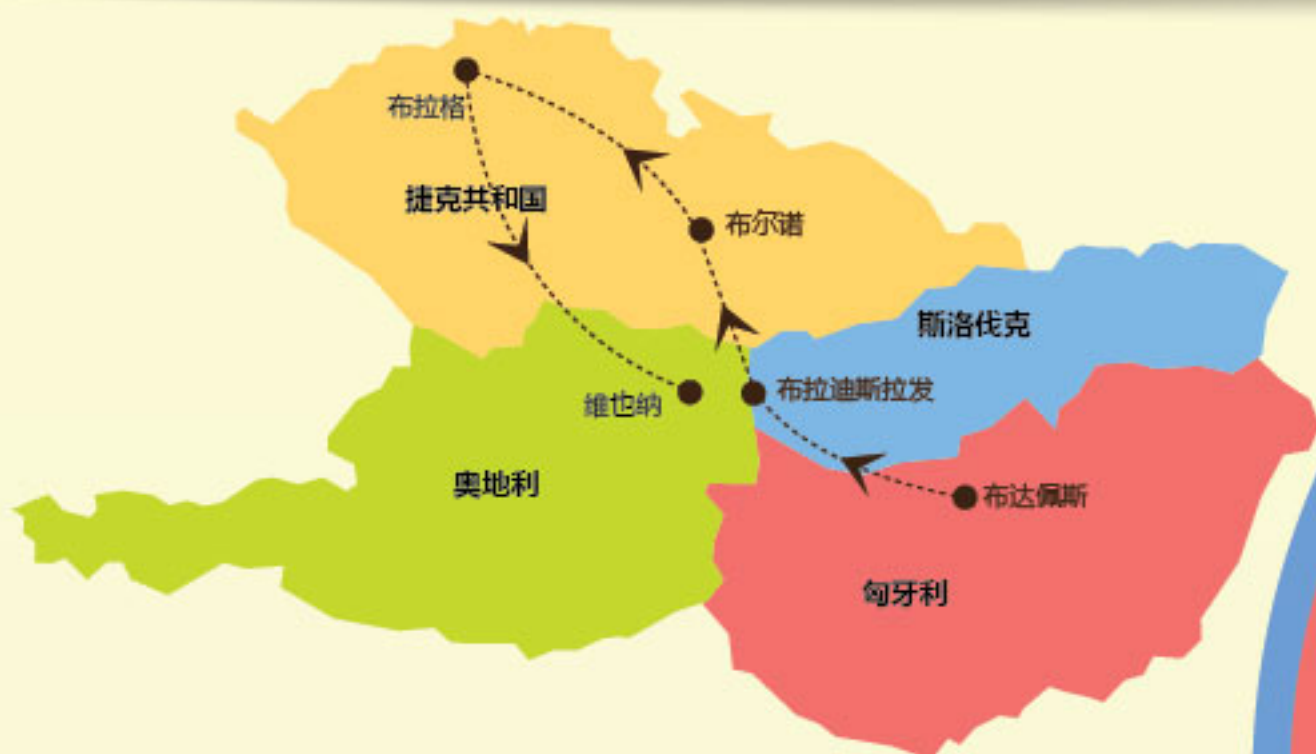 布拉格
捷克共和国
布尔诺
斯洛伐克
布拉迪斯拉发
维也纳
奥地利
布达佩斯
匈牙利